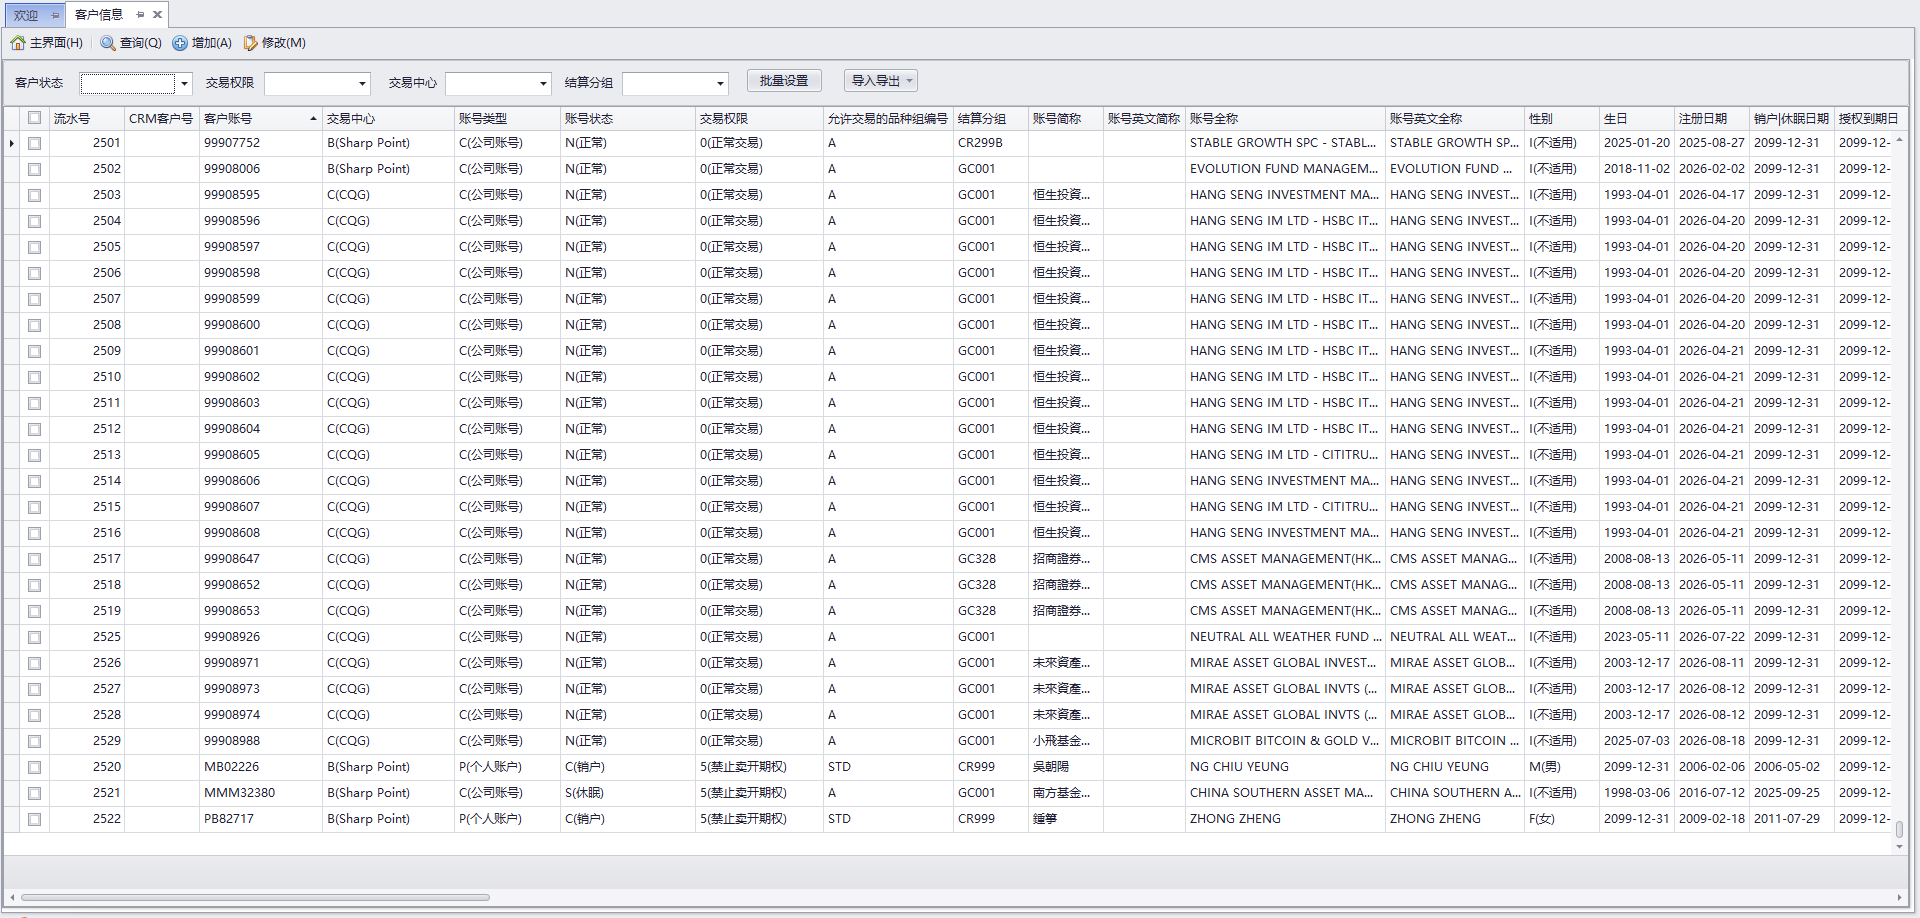 欢迎 客户信息
主界面(H) 查询(Q) 增加(A) 修改(M)
客户状态 交易权限 交易中心 结算分组 批量设置 导入导出
流水号 CRM客户号 客户账号 交易中心 账号类型 账号状态 交易权限 允许交易的品种组编号 结算分组 账号简称 账号英文简称 账号全称 账号英文全称 性别 生日 注册日期 销户|休眠日期 授权到期日
2501 99907752 B(Sharp Point) C(公司账号) N(正常) 0(正常交易) A CR299B STABLE GROWTH SPC - STABL... STABLE GROWTH SP... I(不适用) 2025-01-20 2025-08-27 2099-12-31 2099-12-
2502 99908006 B(Sharp Point) C(公司账号) N(正常) 0(正常交易) A GC001 EVOLUTION FUND MANAGEM... EVOLUTION FUND ... I(不适用) 2018-11-02 2026-02-02 2099-12-31 2099-12-
2503 99908595 C(CQG) C(公司账号) N(正常) 0(正常交易) A GC001 恒生投資... HANG SENG INVESTMENT MA... HANG SENG INVEST... I(不适用) 1993-04-01 2026-04-17 2099-12-31 2099-12-
2504 99908596 C(CQG) C(公司账号) N(正常) 0(正常交易) A GC001 恒生投資... HANG SENG IM LTD - HSBC IT... HANG SENG INVEST... I(不适用) 1993-04-01 2026-04-20 2099-12-31 2099-12-
2505 99908597 C(CQG) C(公司账号) N(正常) 0(正常交易) A GC001 恒生投資... HANG SENG IM LTD - HSBC IT... HANG SENG INVEST... I(不适用) 1993-04-01 2026-04-20 2099-12-31 2099-12-
2506 99908598 C(CQG) C(公司账号) N(正常) 0(正常交易) A GC001 恒生投資... HANG SENG IM LTD - HSBC IT... HANG SENG INVEST... I(不适用) 1993-04-01 2026-04-20 2099-12-31 2099-12-
2507 99908599 C(CQG) C(公司账号) N(正常) 0(正常交易) A GC001 恒生投資... HANG SENG IM LTD - HSBC IT... HANG SENG INVEST... I(不适用) 1993-04-01 2026-04-20 2099-12-31 2099-12-
2508 99908600 C(CQG) C(公司账号) N(正常) 0(正常交易) A GC001 恒生投資... HANG SENG IM LTD - HSBC IT... HANG SENG INVEST... I(不适用) 1993-04-01 2026-04-20 2099-12-31 2099-12-
2509 99908601 C(CQG) C(公司账号) N(正常) 0(正常交易) A GC001 恒生投資... HANG SENG IM LTD - HSBC IT... HANG SENG INVEST... I(不适用) 1993-04-01 2026-04-21 2099-12-31 2099-12-
2510 99908602 C(CQG) C(公司账号) N(正常) 0(正常交易) A GC001 恒生投資... HANG SENG IM LTD - HSBC IT... HANG SENG INVEST... I(不适用) 1993-04-01 2026-04-21 2099-12-31 2099-12-
2511 99908603 C(CQG) C(公司账号) N(正常) 0(正常交易) A GC001 恒生投資... HANG SENG IM LTD - HSBC IT... HANG SENG INVEST... I(不适用) 1993-04-01 2026-04-21 2099-12-31 2099-12-
2512 99908604 C(CQG) C(公司账号) N(正常) 0(正常交易) A GC001 恒生投資... HANG SENG IM LTD - HSBC IT... HANG SENG INVEST... I(不适用) 1993-04-01 2026-04-21 2099-12-31 2099-12-
2513 99908605 C(CQG) C(公司账号) N(正常) 0(正常交易) A GC001 恒生投資... HANG SENG IM LTD - CITITRU... HANG SENG INVEST... I(不适用) 1993-04-01 2026-04-21 2099-12-31 2099-12-
2514 99908606 C(CQG) C(公司账号) N(正常) 0(正常交易) A GC001 恒生投資... HANG SENG INVESTMENT MA... HANG SENG INVEST... I(不适用) 1993-04-01 2026-04-21 2099-12-31 2099-12-
2515 99908607 C(CQG) C(公司账号) N(正常) 0(正常交易) A GC001 恒生投資... HANG SENG IM LTD - CITITRU... HANG SENG INVEST... I(不适用) 1993-04-01 2026-04-21 2099-12-31 2099-12-
2516 99908608 C(CQG) C(公司账号) N(正常) 0(正常交易) A GC001 恒生投資... HANG SENG INVESTMENT MA... HANG SENG INVEST... I(不适用) 1993-04-01 2026-04-21 2099-12-31 2099-12-
2517 99908647 C(CQG) C(公司账号) N(正常) 0(正常交易) A GC328 招商證券... CMS ASSET MANAGEMENT(HK... CMS ASSET MANAG... I(不适用) 2008-08-13 2026-05-11 2099-12-31 2099-12-
2518 99908652 C(CQG) C(公司账号) N(正常) 0(正常交易) A GC328 招商證券... CMS ASSET MANAGEMENT(HK... CMS ASSET MANAG... I(不适用) 2008-08-13 2026-05-11 2099-12-31 2099-12-
2519 99908653 C(CQG) C(公司账号) N(正常) 0(正常交易) A GC328 招商證券... CMS ASSET MANAGEMENT(HK... CMS ASSET MANAG... I(不适用) 2008-08-13 2026-05-11 2099-12-31 2099-12-
2525 99908926 C(CQG) C(公司账号) N(正常) 0(正常交易) A GC001 NEUTRAL ALL WEATHER FUND ... NEUTRAL ALL WEAT... I(不适用) 2023-05-11 2026-07-22 2099-12-31 2099-12-
2526 99908971 C(CQG) C(公司账号) N(正常) 0(正常交易) A GC001 未來資產... MIRAE ASSET GLOBAL INVEST... MIRAE ASSET GLOB... I(不适用) 2003-12-17 2026-08-11 2099-12-31 2099-12-
2527 99908973 C(CQG) C(公司账号) N(正常) 0(正常交易) A GC001 未來資產... MIRAE ASSET GLOBAL INVTS (... MIRAE ASSET GLOB... I(不适用) 2003-12-17 2026-08-12 2099-12-31 2099-12-
2528 99908974 C(CQG) C(公司账号) N(正常) 0(正常交易) A GC001 未來資產... MIRAE ASSET GLOBAL INVTS (... MIRAE ASSET GLOB... I(不适用) 2003-12-17 2026-08-12 2099-12-31 2099-12-
2529 99908988 C(CQG) C(公司账号) N(正常) 0(正常交易) A GC001 小飛基金... MICROBIT BITCOIN & GOLD V... MICROBIT BITCOIN ... I(不适用) 2025-07-03 2026-08-18 2099-12-31 2099-12-
2520 MB02226 B(Sharp Point) P(个人账户) C(销户) 5(禁止卖开期权) STD CR999 吳朝陽 NG CHIU YEUNG NG CHIU YEUNG M(男) 2099-12-31 2006-02-06 2006-05-02 2099-12-
2521 MMM32380 B(Sharp Point) C(公司账号) S(休眠) 5(禁止卖开期权) A GC001 南方基金... CHINA SOUTHERN ASSET MA... CHINA SOUTHERN A... I(不适用) 1998-03-06 2016-07-12 2025-09-25 2099-12-
2522 PB82717 B(Sharp Point) P(个人账户) C(销户) 5(禁止卖开期权) STD CR999 鍾箏 ZHONG ZHENG ZHONG ZHENG F(女) 2099-12-31 2009-02-18 2011-07-29 2099-12-